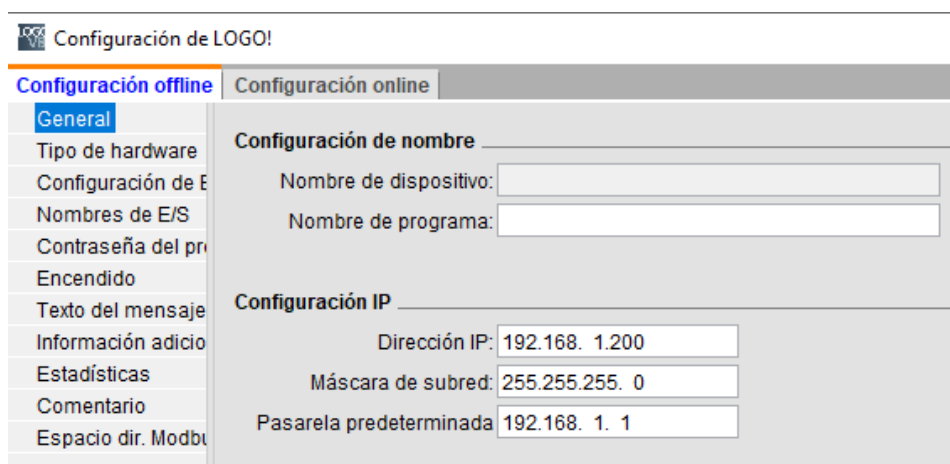 Configuración de LOGO!
Configuración offline
Configuración online
General
Tipo de hardware
Configuración de E
Nombres de E/S
Contraseña del pr
Encendido
Texto del mensaje
Información adicio
Estadísticas
Comentario
Espacio dir. Modbu
Configuración de nombre
Nombre de dispositivo:
Nombre de programa:
Configuración IP
Dirección IP: 192.168. 1.200
Máscara de subred: 255.255.255. 0
Pasarela predeterminada 192.168. 1. 1